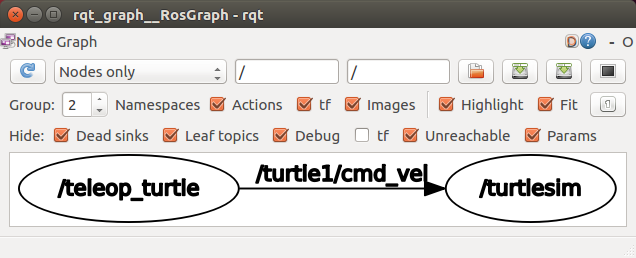 rqt_graph__RosGraph - rqt
Node Graph D ? - O
Nodes only / /
Group: 2 Namespaces Actions tf Images Highlight Fit
Hide: Dead sinks Leaf topics Debug tf Unreachable Params
/teleop_turtle /turtle1/cmd_vel /turtlesim